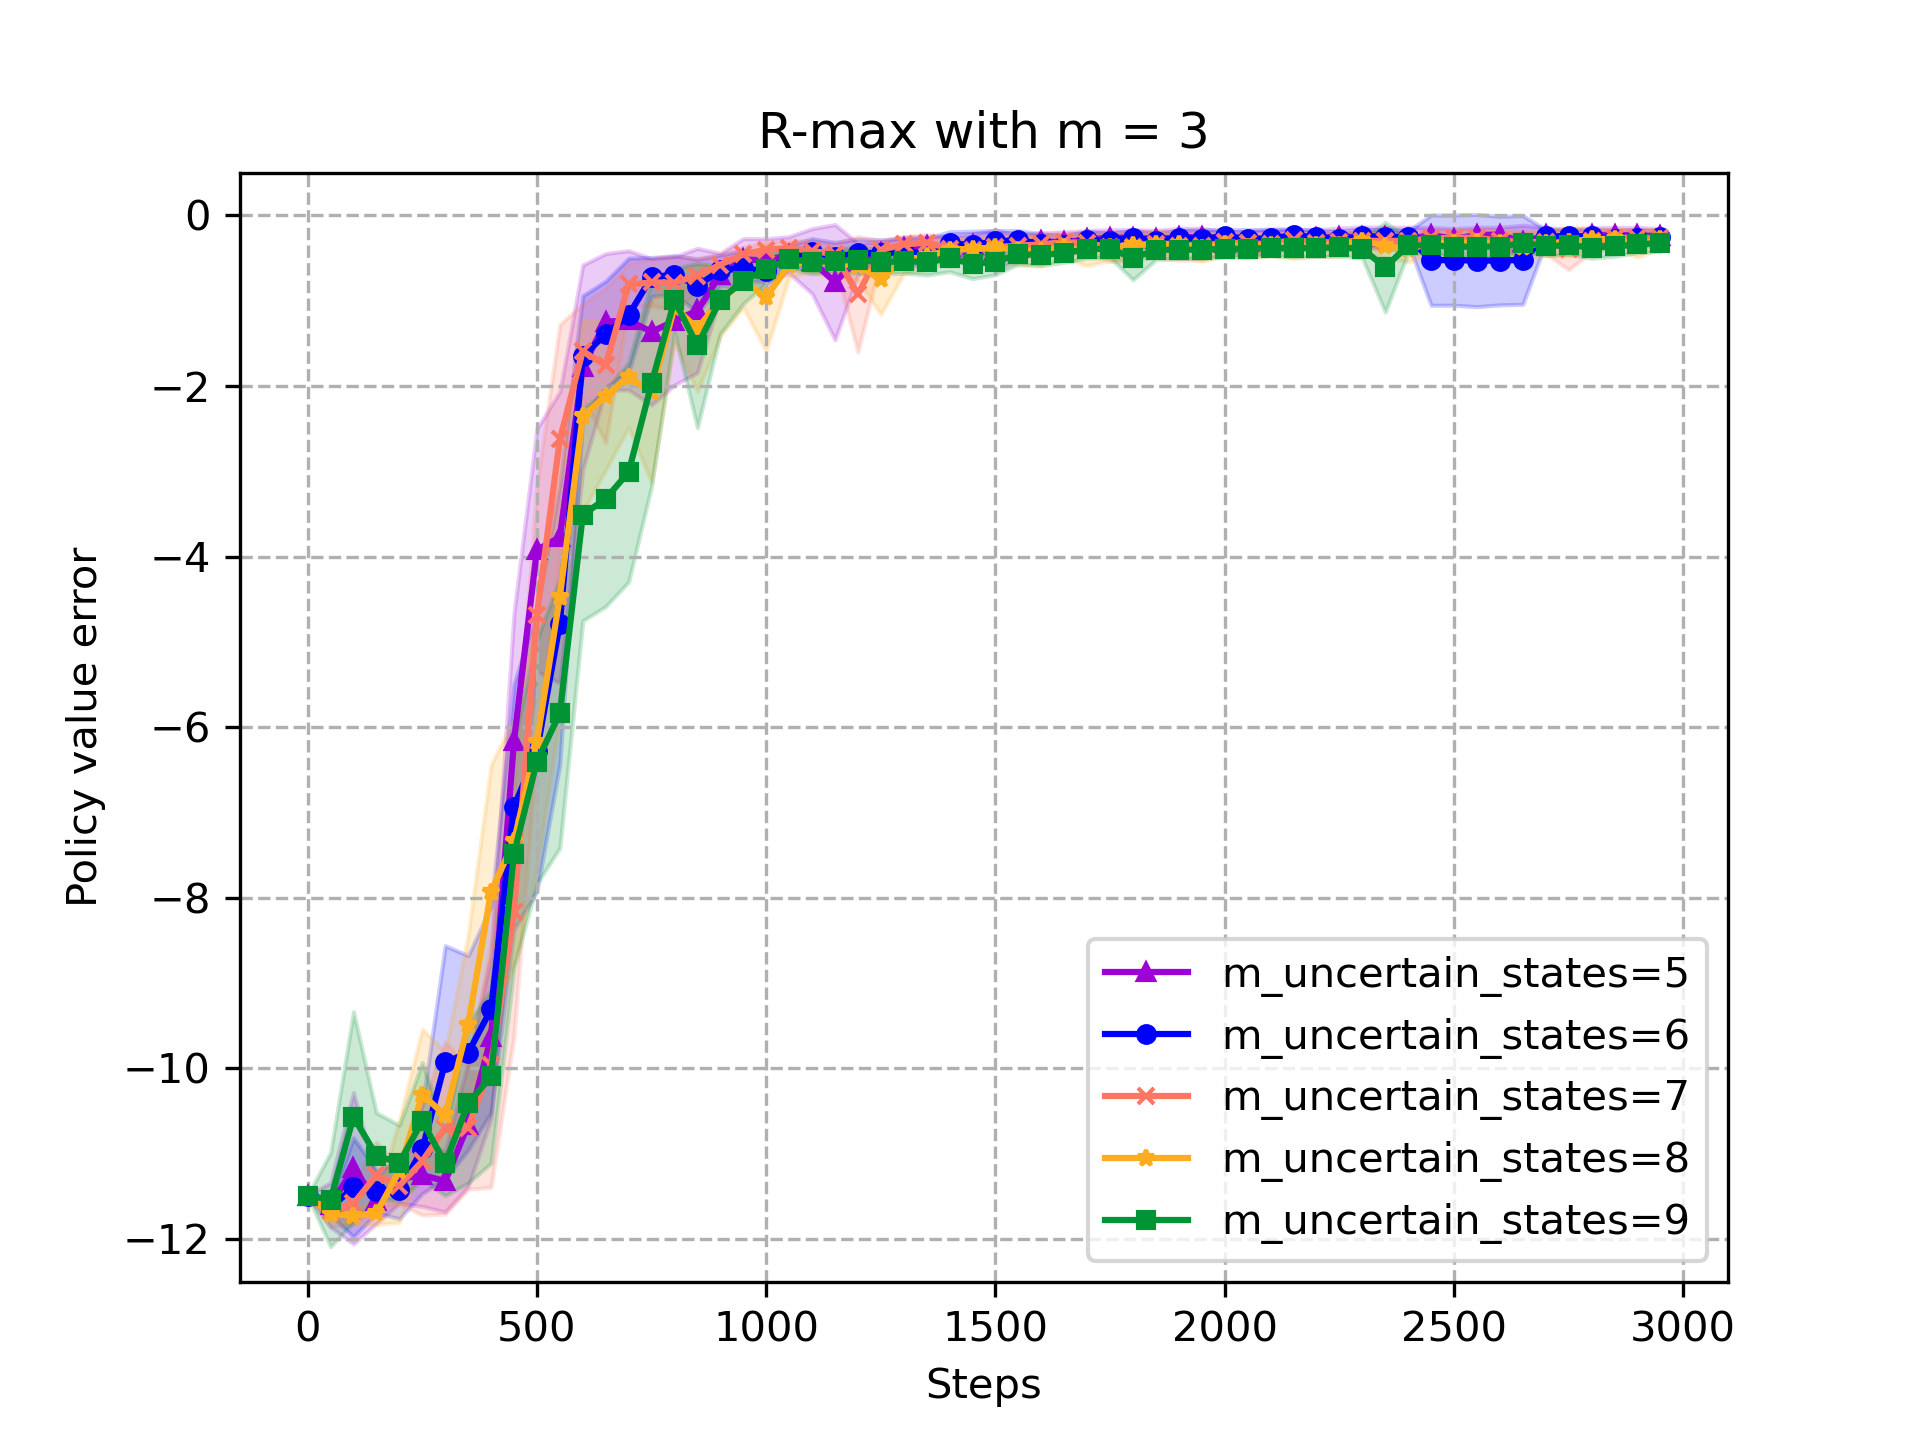 R-max with m = 3
0
−2
−4
−6
−8
−10
−12
Policy value error
m_uncertain_states=5
m_uncertain_states=6
m_uncertain_states=7
m_uncertain_states=8
m_uncertain_states=9
0 500 1000 1500 2000 2500 3000
Steps